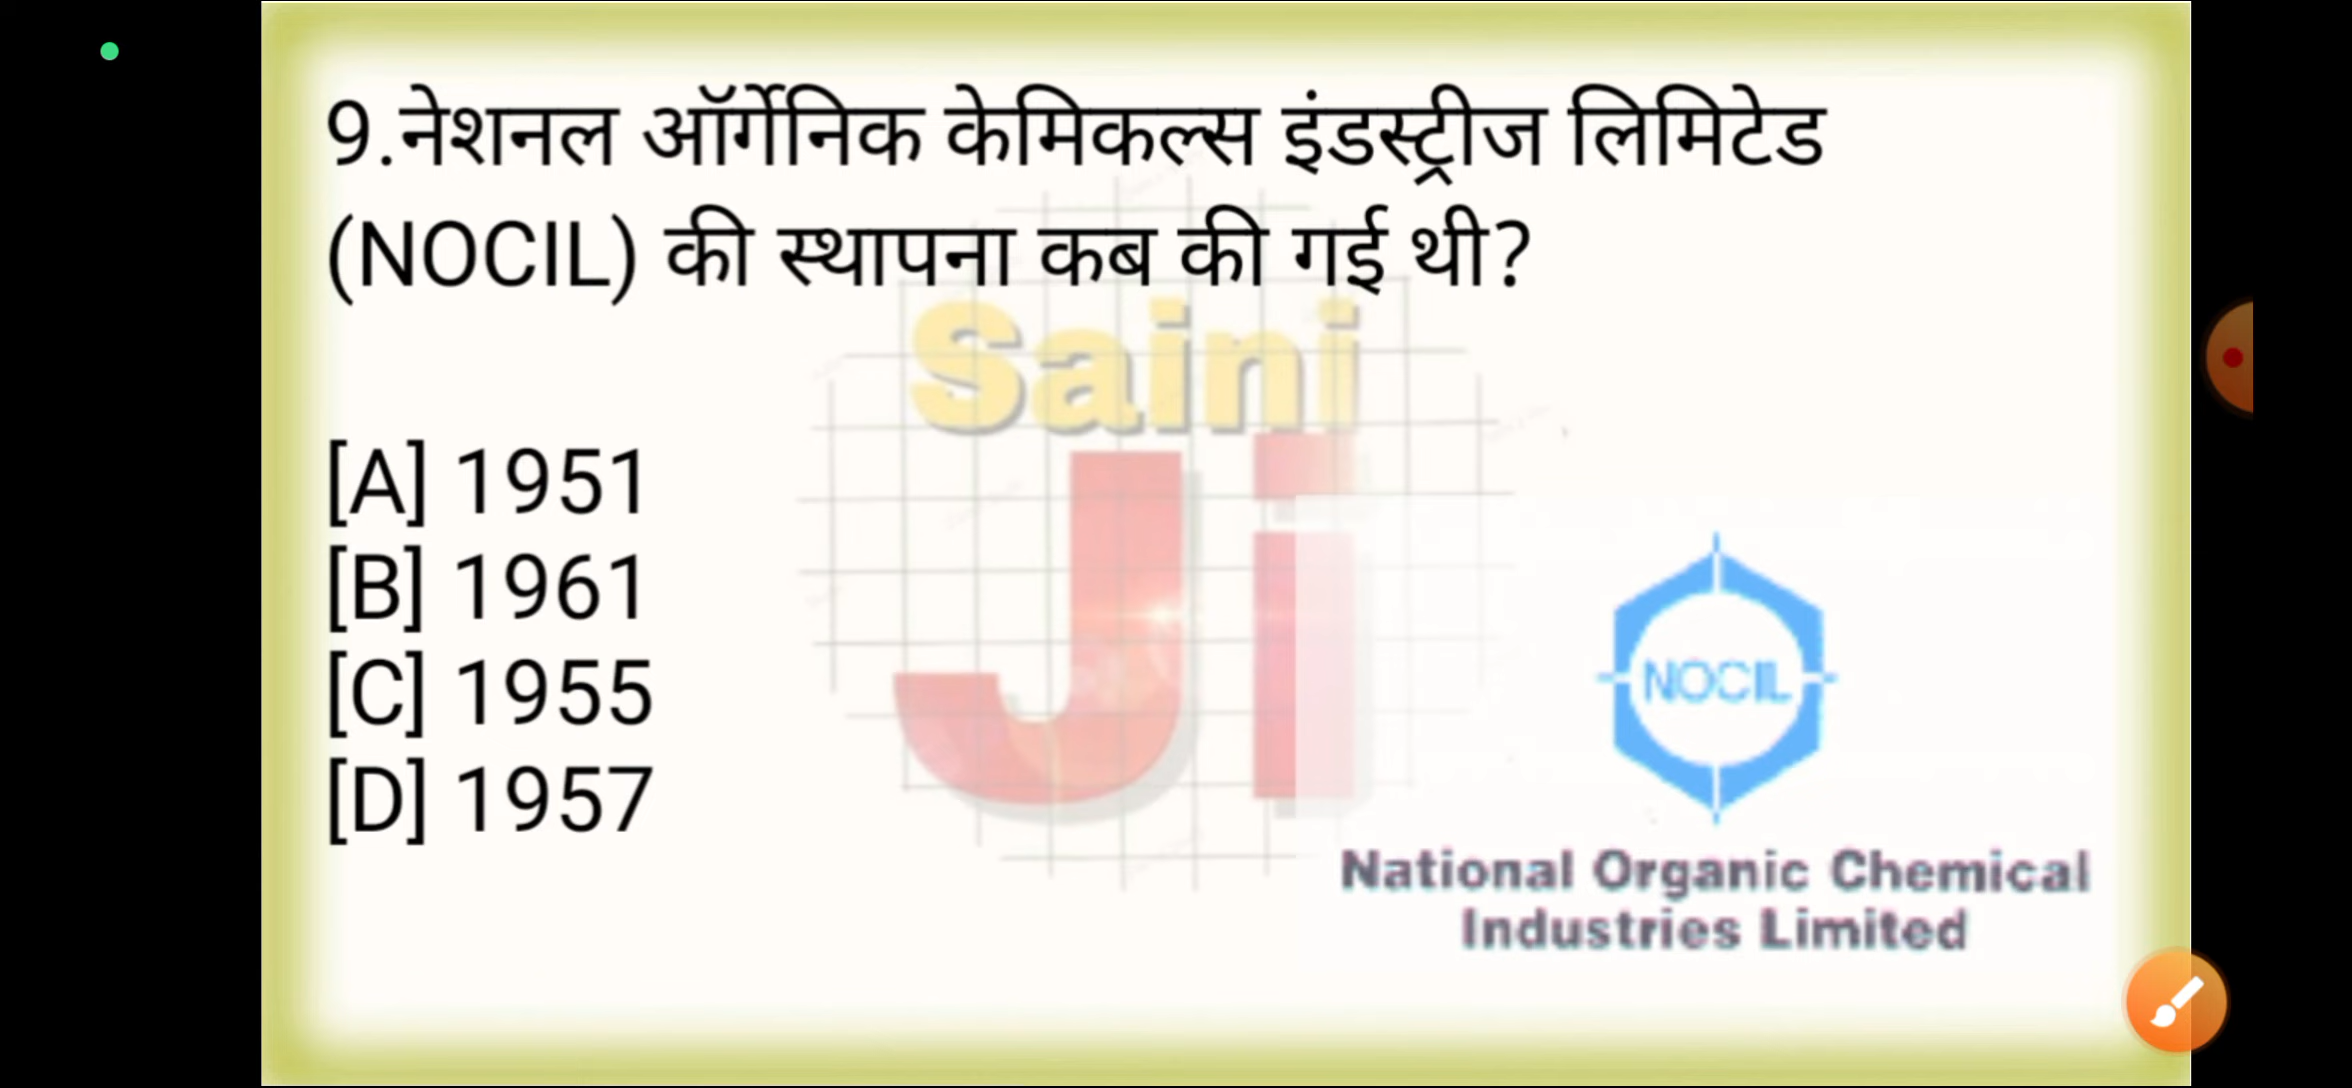 9.नेशनल ऑर्गेनिक केमिकल्स इंडस्ट्रीज लिमिटेड
(NOCIL) की स्थापना कब की गई थी?
Saini
Ji
[A] 1951
[B] 1961
[C] 1955
[D] 1957
NOCIL
National Organic Chemical
Industries Limited